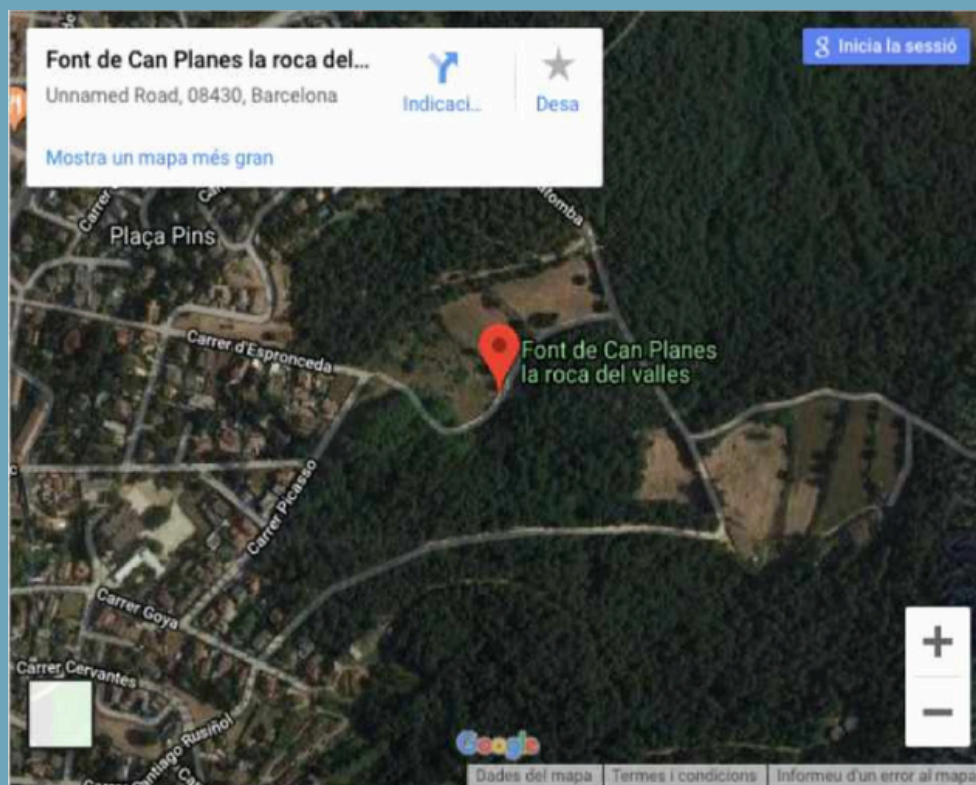 Font de Can Planes la roca del...
Unnamed Road, 08430, Barcelona
Indicaci...
Desa
Mostra un mapa més gran
g Inicia la sessió
Plaça Pins
Carrer d'Espronceda
Font de Can Planes
la roca del valles
Carrer Picasso
Carrer Goya
Carrer Cervantes
Santiago Rusiñol
Google
Dades del mapa
Termes i condicions
Informeu d'un error al mapa